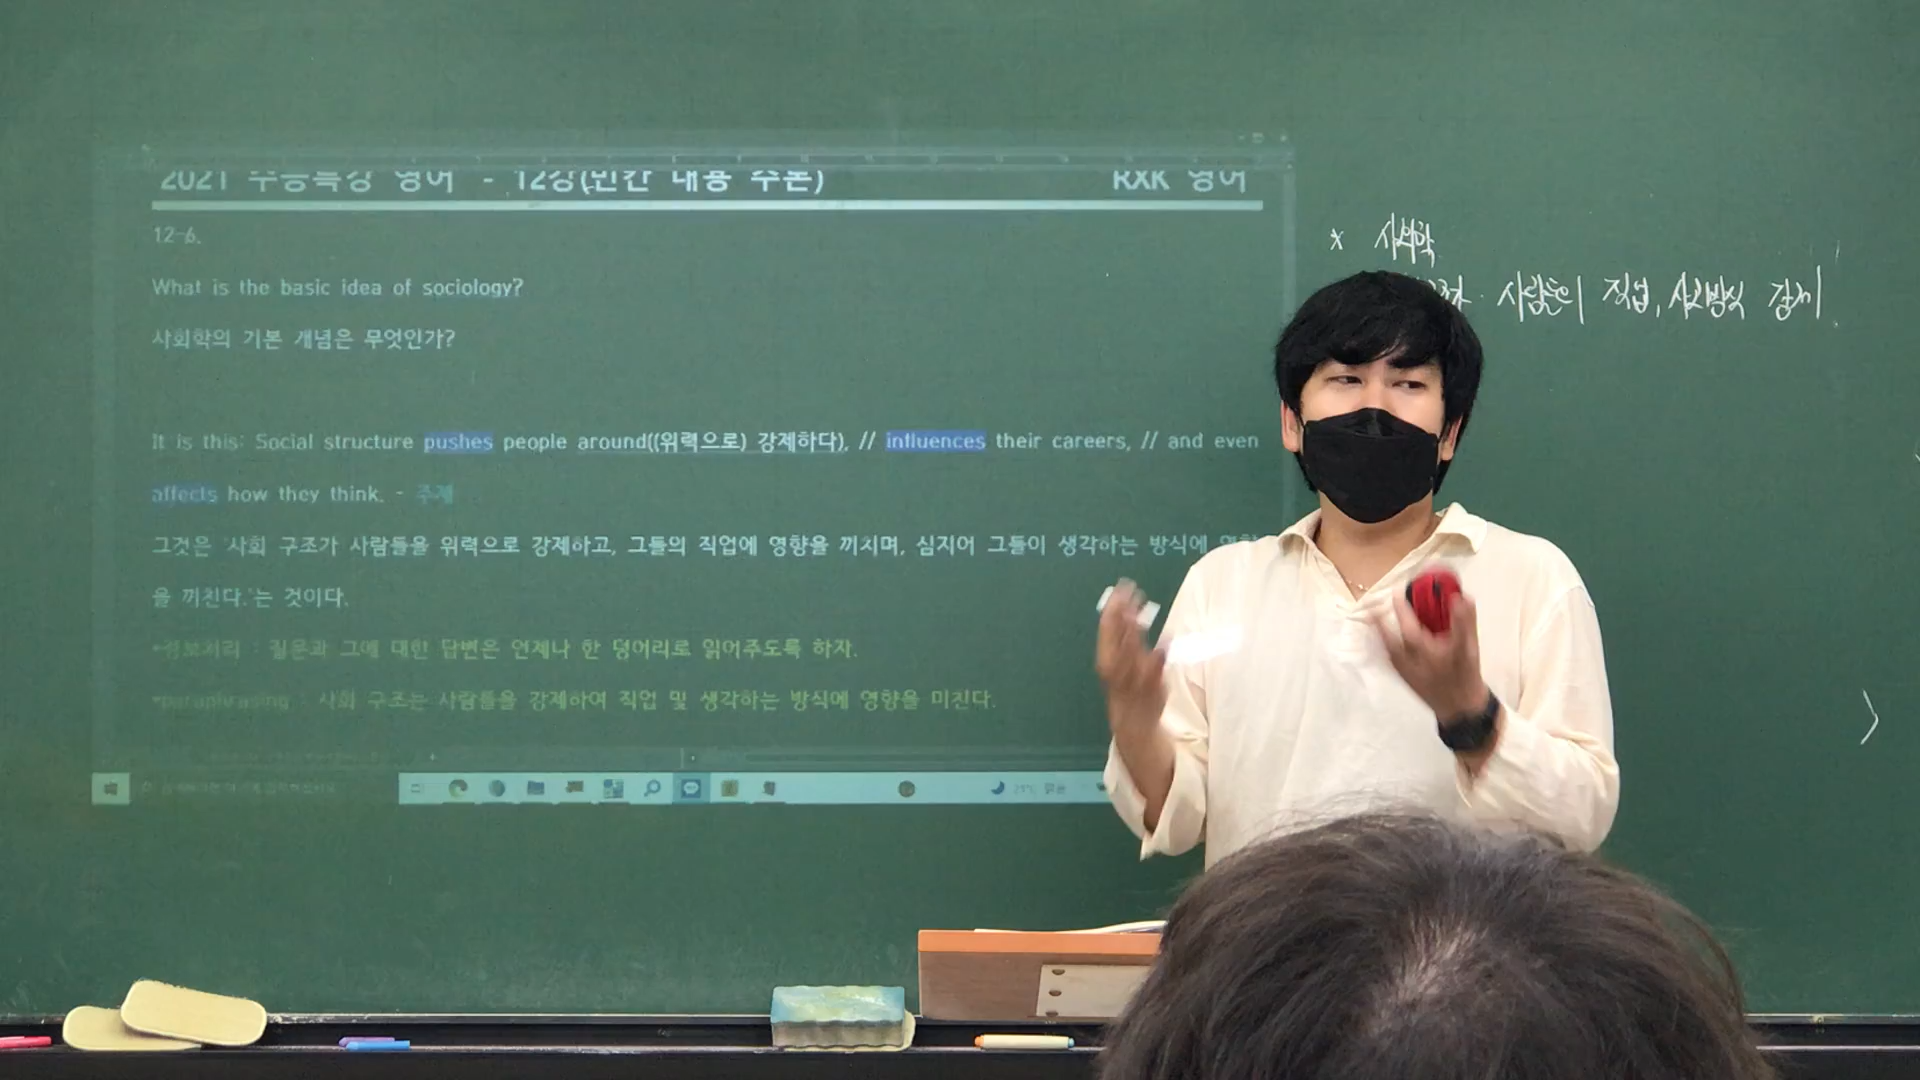 2021 수능특강 영어 - 12강(빈칸 내용 추론) RXK 영어
12-6.
What is the basic idea of sociology?
사회학의 기본 개념은 무엇인가?
It is this: Social structure pushes people around((위력으로) 강제하다), // influences their careers, // and even
affects how they think. - 주제
그것은 '사회 구조가 사람들을 위력으로 강제하고, 그들의 직업에 영향을 끼치며, 심지어 그들이 생각하는 방식에 영향
을 끼친다.'는 것이다.
*정보처리 : 질문과 그에 대한 답변은 언제나 한 덩어리로 읽어주도록 하자.
*paraphrasing : 사회 구조는 사람들을 강제하여 직업 및 생각하는 방식에 영향을 미친다.
* 사회학
사람들의 직업, 사고방식 강제